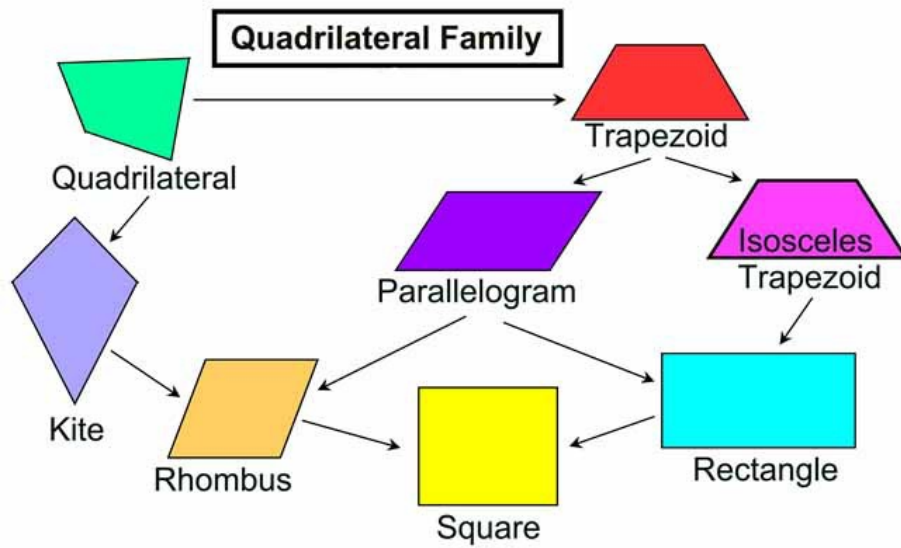 Quadrilateral Family
Quadrilateral
Trapezoid
Parallelogram
Isosceles
Trapezoid
Kite
Rhombus
Square
Rectangle